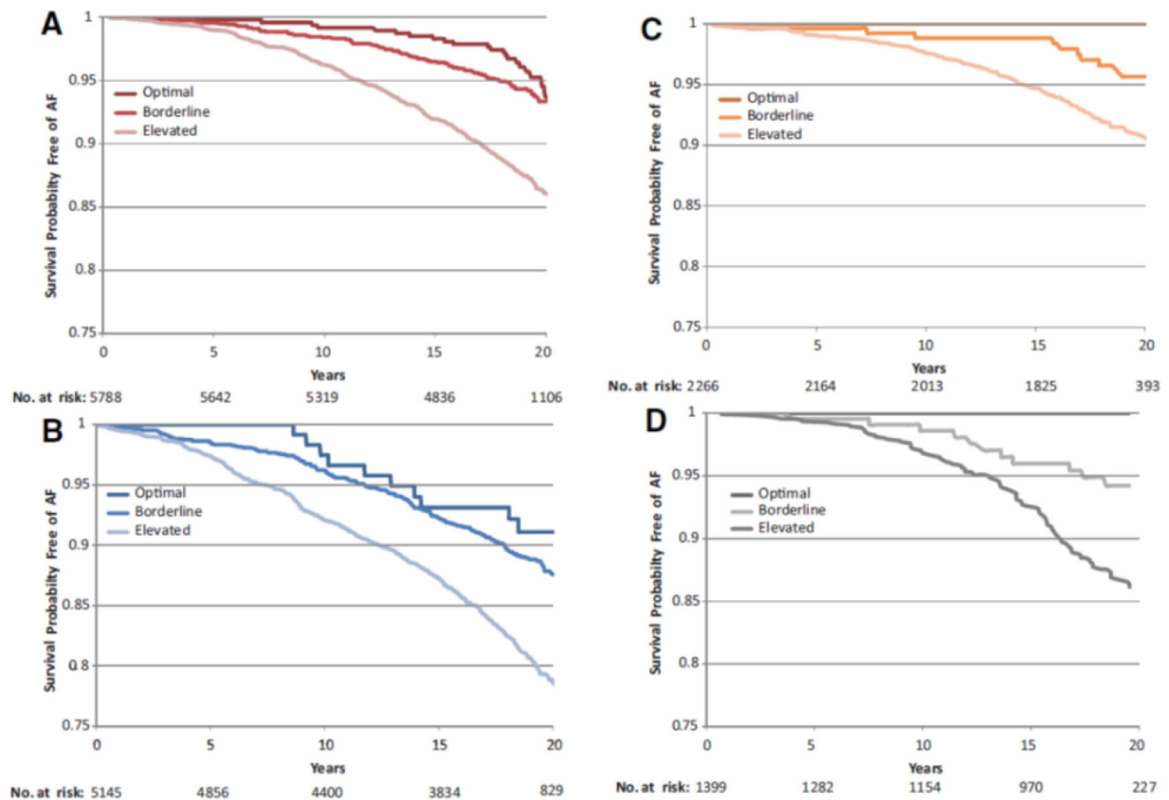 A
Survival Probabilty Free of AF
1
0.95
0.9
0.85
0.8
0.75
Optimal
Borderline
Elevated
0 5 10 15 20
Years
No. at risk: 5788 5642 5319 4836 1106
B
Survival Probabilty Free of AF
1
0.95
0.9
0.85
0.8
0.75
Optimal
Borderline
Elevated
0 5 10 15 20
Years
No. at risk: 5145 4856 4400 3834 829
C
Survival Probabilty Free of AF
1
0.95
0.9
0.85
0.8
0.75
Optimal
Borderline
Elevated
0 5 10 15 20
Years
No. at risk: 2266 2164 2013 1825 393
D
Survival Probabilty Free of AF
1
0.95
0.9
0.85
0.8
0.75
Optimal
Borderline
Elevated
0 5 10 15 20
Years
No. at risk: 1399 1282 1154 970 227